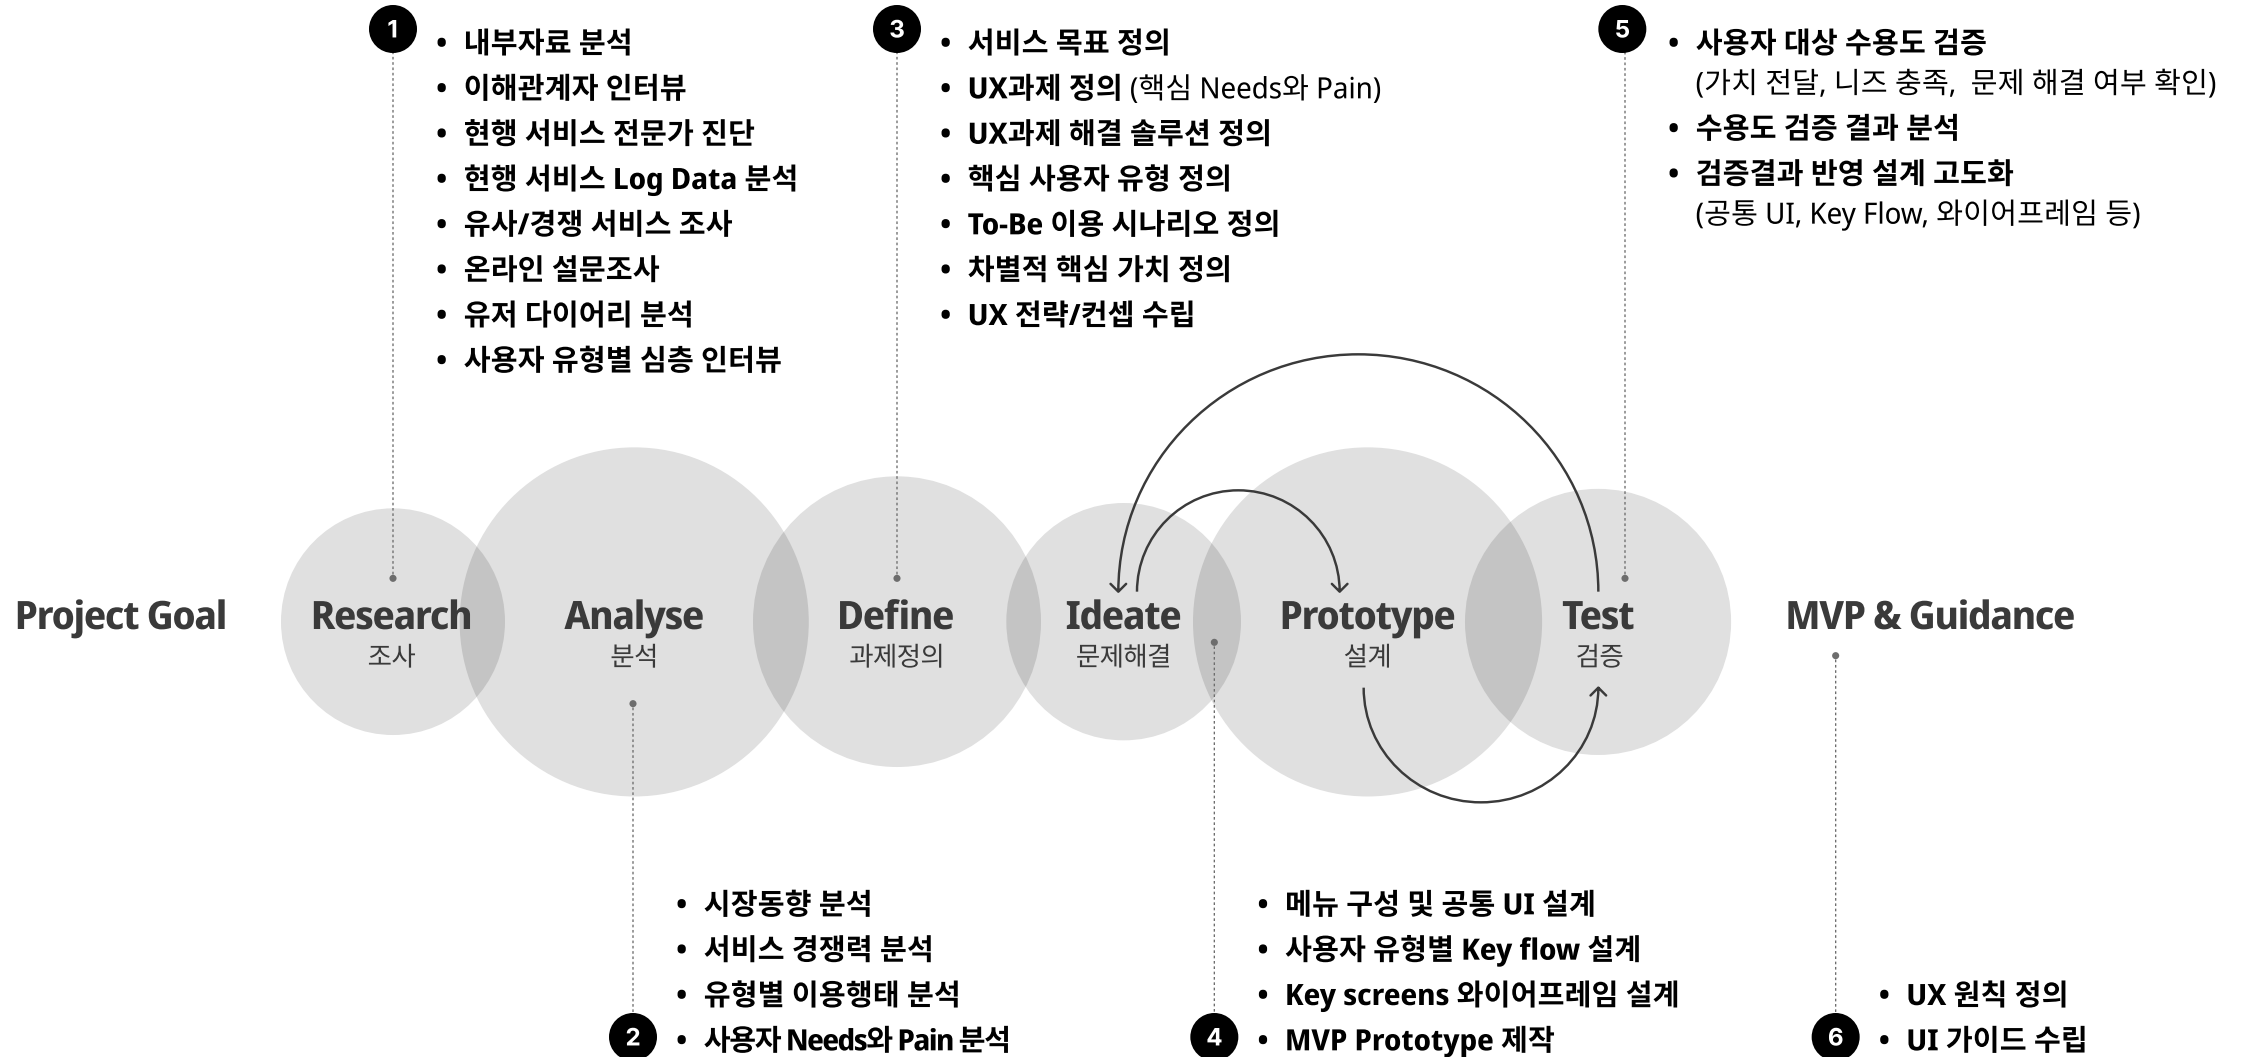 1
• 내부자료 분석
• 이해관계자 인터뷰
• 현행 서비스 전문가 진단
• 현행 서비스 Log Data 분석
• 유사/경쟁 서비스 조사
• 온라인 설문조사
• 유저 다이어리 분석
• 사용자 유형별 심층 인터뷰
3
• 서비스 목표 정의
• UX과제 정의 (핵심 Needs와 Pain)
• UX과제 해결 솔루션 정의
• 핵심 사용자 유형 정의
• To-Be 이용 시나리오 정의
• 차별적 핵심 가치 정의
• UX 전략/컨셉 수립
5
• 사용자 대상 수용도 검증
(가치 전달, 니즈 충족, 문제 해결 여부 확인)
• 수용도 검증 결과 분석
• 검증결과 반영 설계 고도화
(공통 UI, Key Flow, 와이어프레임 등)
Project Goal
Research
조사
Analyse
분석
Define
과제정의
Ideate
문제해결
Prototype
설계
Test
검증
MVP & Guidance
2
• 시장동향 분석
• 서비스 경쟁력 분석
• 유형별 이용행태 분석
• 사용자 Needs와 Pain 분석
4
• 메뉴 구성 및 공통 UI 설계
• 사용자 유형별 Key flow 설계
• Key screens 와이어프레임 설계
• MVP Prototype 제작
6
• UX 원칙 정의
• UI 가이드 수립